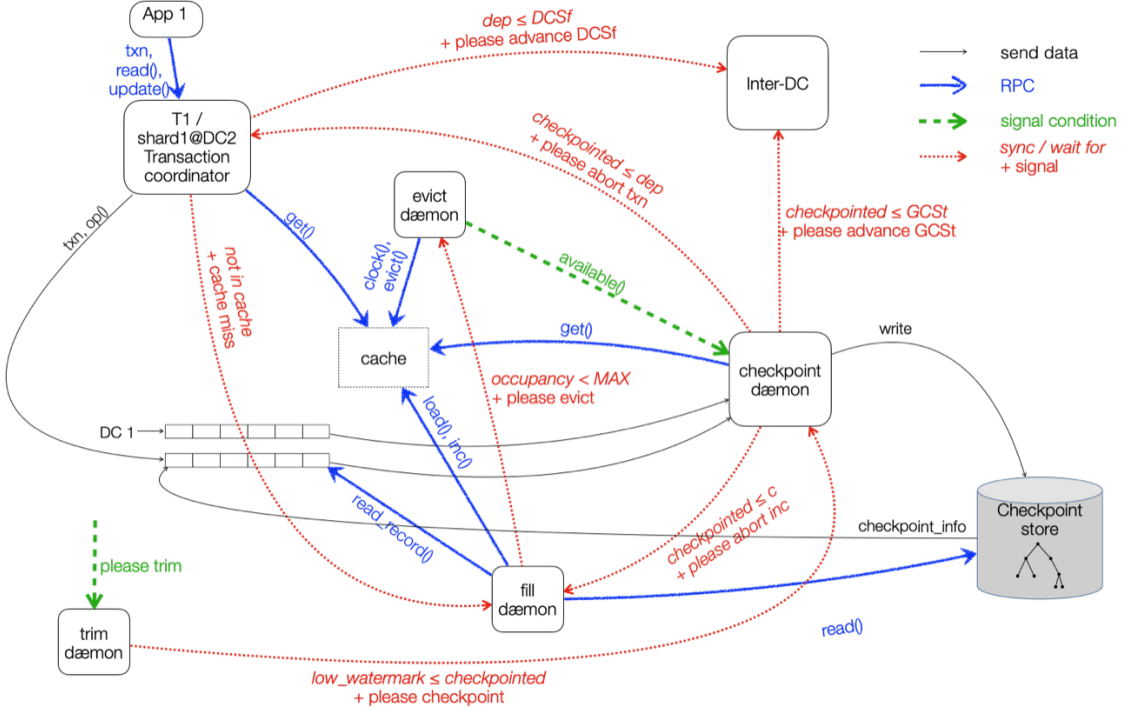 App 1
txn,
read(),
update()
dep ≤ DCSf
+ please advance DCSf
Inter-DC
send data
RPC
signal condition
sync / wait for
+ signal
T1 /
shard1@DC2
Transaction
coordinator
checkpointed ≤ dep
+ please abort txn
evict
dæmon
get()
txn, op()
clock(),
evict()
available()
checkpointed ≤ GCSt
+ please advance GCSt
not in cache
+ cache miss
cache
get()
write
checkpoint
dæmon
occupancy < MAX
+ please evict
load(), inc()
DC 1
read_record()
checkpointed ≤ c
+ please abort inc
checkpoint_info
Checkpoint
store
please trim
fill
dæmon
read()
trim
dæmon
low_watermark ≤ checkpointed
+ please checkpoint